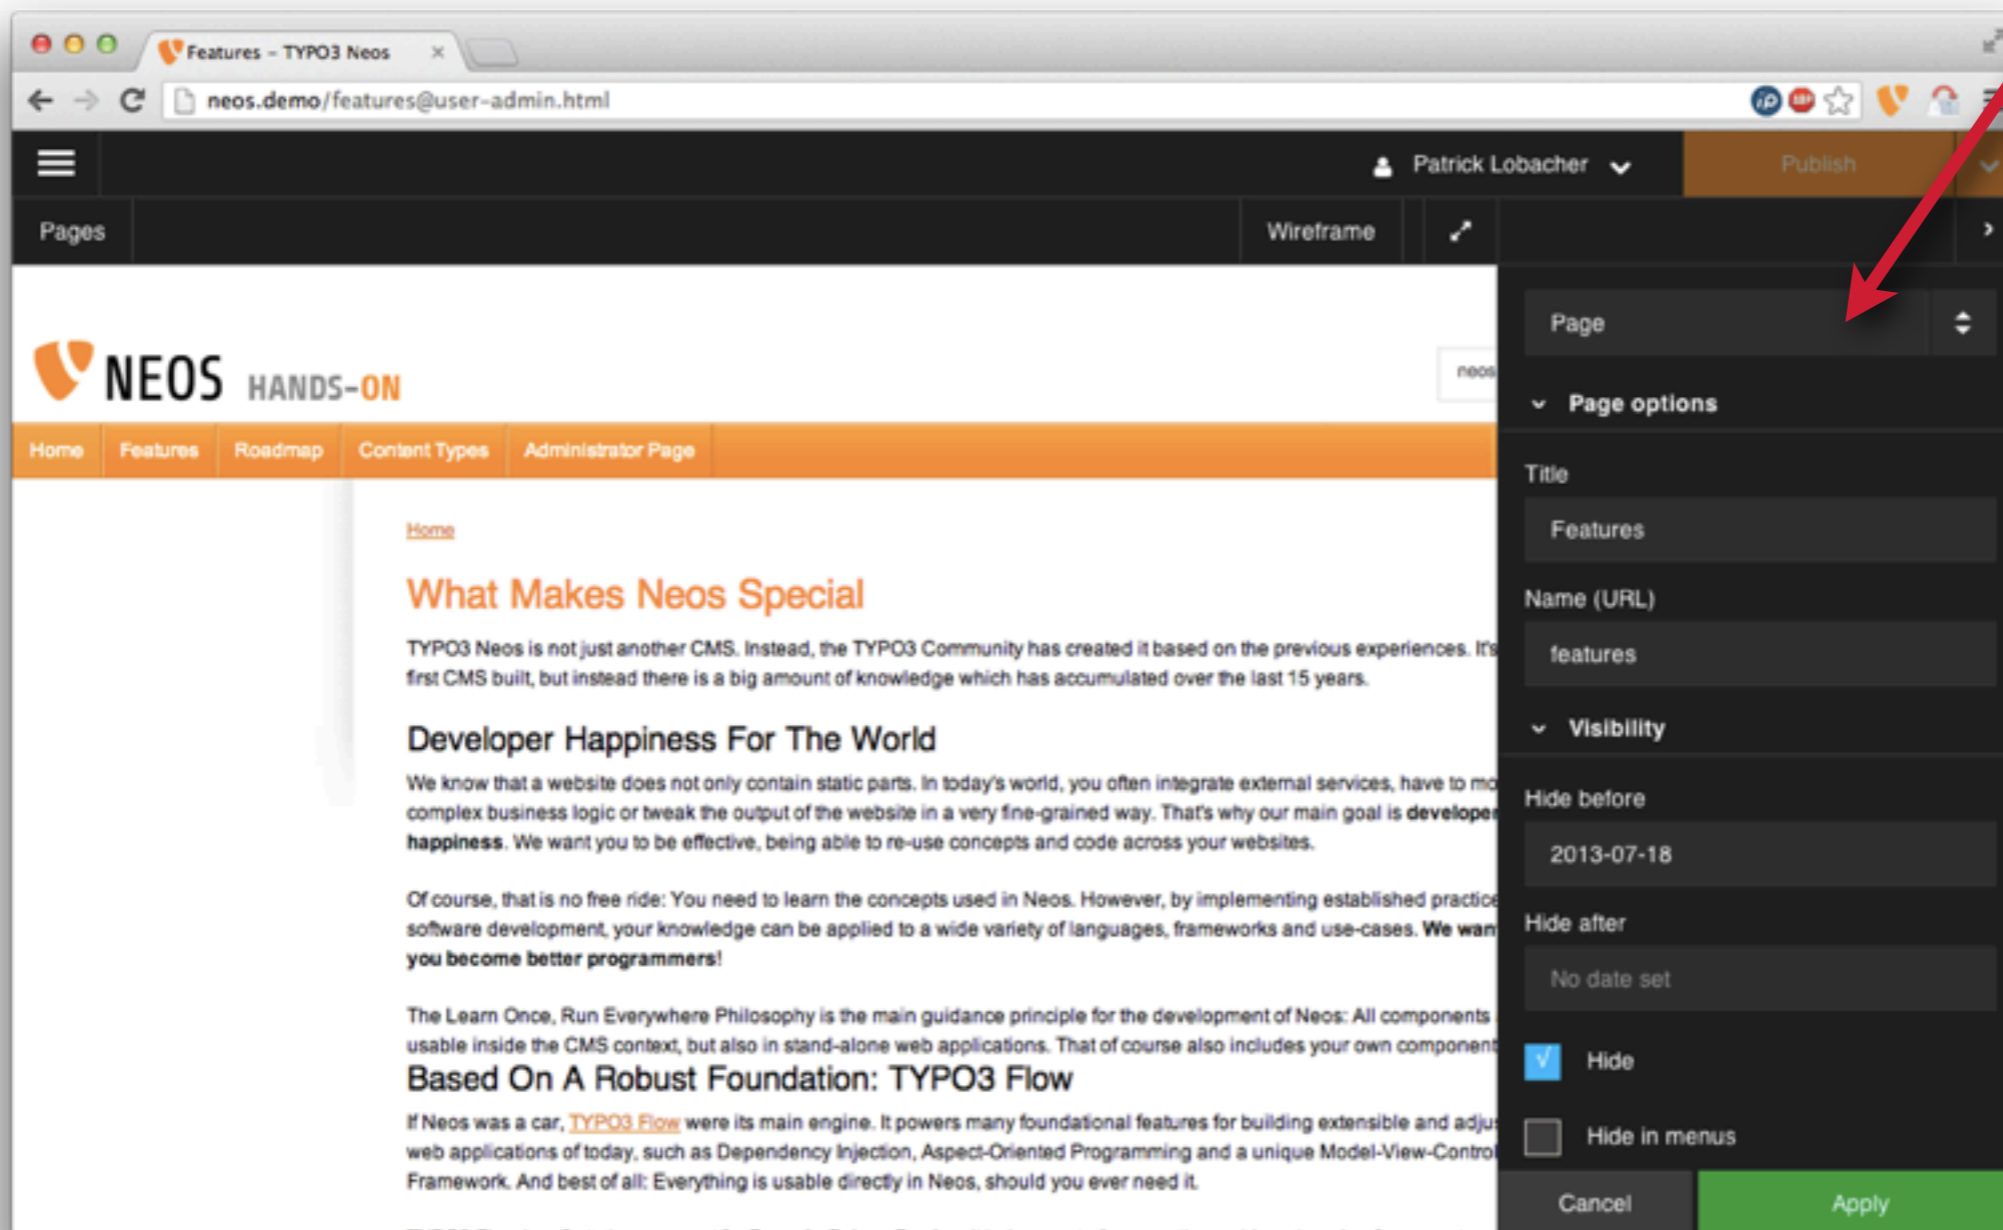 Features – TYPO3 Neos
neos.demo/features@user-admin.html
Patrick Lobacher
Publish
Pages
Wireframe
NEOS HANDS-ON
neos
Home Features Roadmap Content Types Administrator Page
Home
What Makes Neos Special
TYPO3 Neos is not just another CMS. Instead, the TYPO3 Community has created it based on the previous experiences. It's
first CMS built, but instead there is a big amount of knowledge which has accumulated over the last 15 years.
Developer Happiness For The World
We know that a website does not only contain static parts. In today's world, you often integrate external services, have to mo
complex business logic or tweak the output of the website in a very fine-grained way. That's why our main goal is developer
happiness. We want you to be effective, being able to re-use concepts and code across your websites.
Of course, that is no free ride: You need to learn the concepts used in Neos. However, by implementing established practice
software development, your knowledge can be applied to a wide variety of languages, frameworks and use-cases. We wan
you become better programmers!
The Learn Once, Run Everywhere Philosophy is the main guidance principle for the development of Neos: All components
usable inside the CMS context, but also in stand-alone web applications. That of course also includes your own component
Based On A Robust Foundation: TYPO3 Flow
If Neos was a car, TYPO3 Flow were its main engine. It powers many foundational features for building extensible and adjus
web applications of today, such as Dependency Injection, Aspect-Oriented Programming and a unique Model-View-Control
Framework. And best of all: Everything is usable directly in Neos, should you ever need it.
Page
Page options
Title
Features
Name (URL)
features
Visibility
Hide before
2013-07-18
Hide after
No date set
Hide
Hide in menus
Cancel Apply